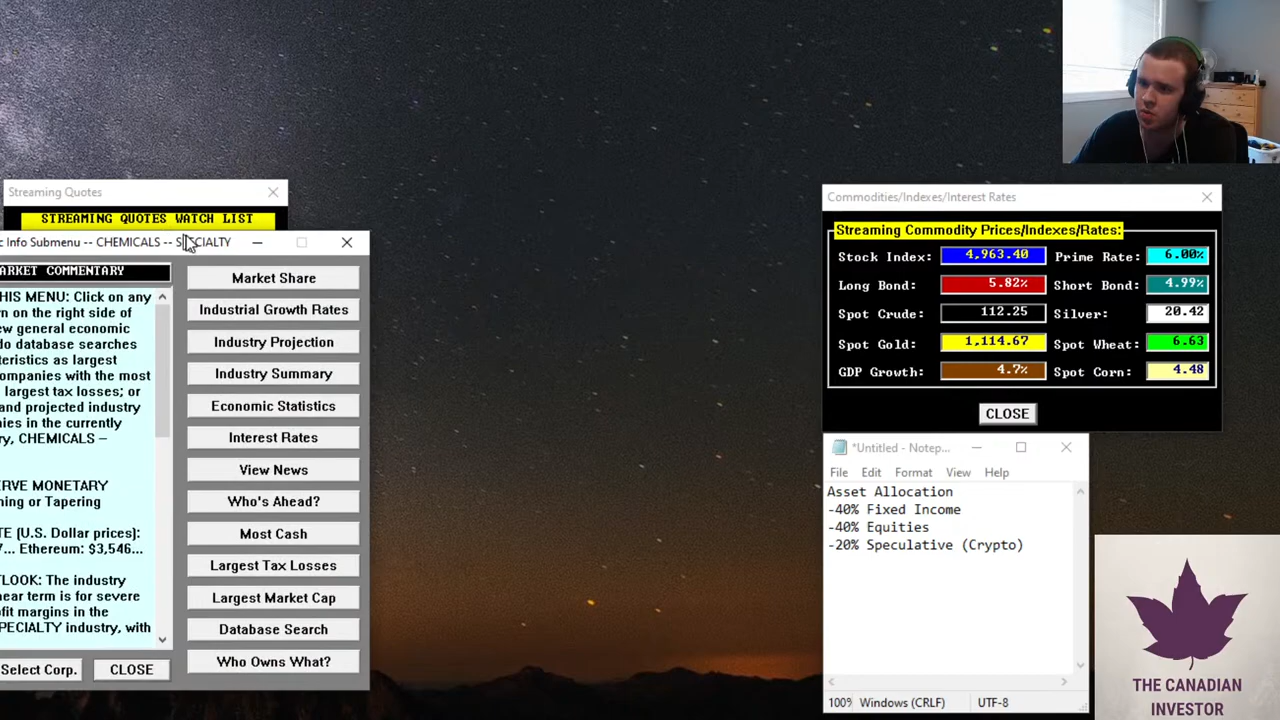 Streaming Quotes
STREAMING QUOTES WATCH LIST
c Info Submenu -- CHEMICALS -- SPECIALTY
ARKET COMMENTARY
HIS MENU: Click on any
n on the right side of
ew general economic
do database searches
teristics as largest
ompanies with the most
largest tax losses; or
and projected industry
nies in the currently
ry, CHEMICALS –
ERVE MONETARY
ning or Tapering
TE (U.S. Dollar prices):
7... Ethereum: $3,546...
TLOOK: The industry
near term is for severe
ofit margins in the
PECIALTY industry, with
Select Corp.
CLOSE
Market Share
Industrial Growth Rates
Industry Projection
Industry Summary
Economic Statistics
Interest Rates
View News
Who's Ahead?
Most Cash
Largest Tax Losses
Largest Market Cap
Database Search
Who Owns What?
Commodities/Indexes/Interest Rates
Streaming Commodity Prices/Indexes/Rates:
Stock Index: 4,963.40 Prime Rate: 6.00%
Long Bond: 5.82% Short Bond: 4.99%
Spot Crude: 112.25 Silver: 20.42
Spot Gold: 1,114.67 Spot Wheat: 6.63
GDP Growth: 4.7% Spot Corn: 4.48
CLOSE
*Untitled - Notep...
File Edit Format View Help
Asset Allocation
-40% Fixed Income
-40% Equities
-20% Speculative (Crypto)
100% Windows (CRLF) UTF-8
THE CANADIAN
INVESTOR